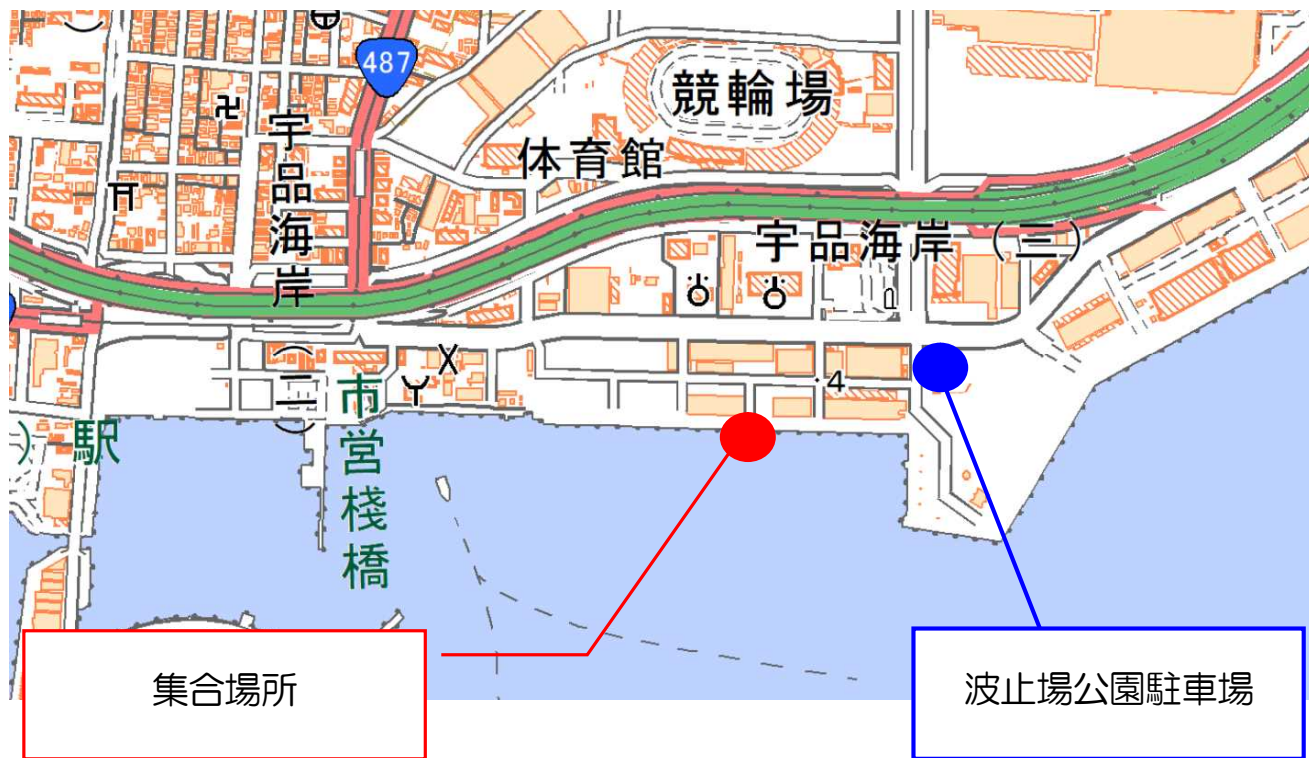 487
競輪場
体育館
宇品海岸(二)
宇品海岸(三)
・4
市営棧橋
)駅
集合場所
波止場公園駐車場